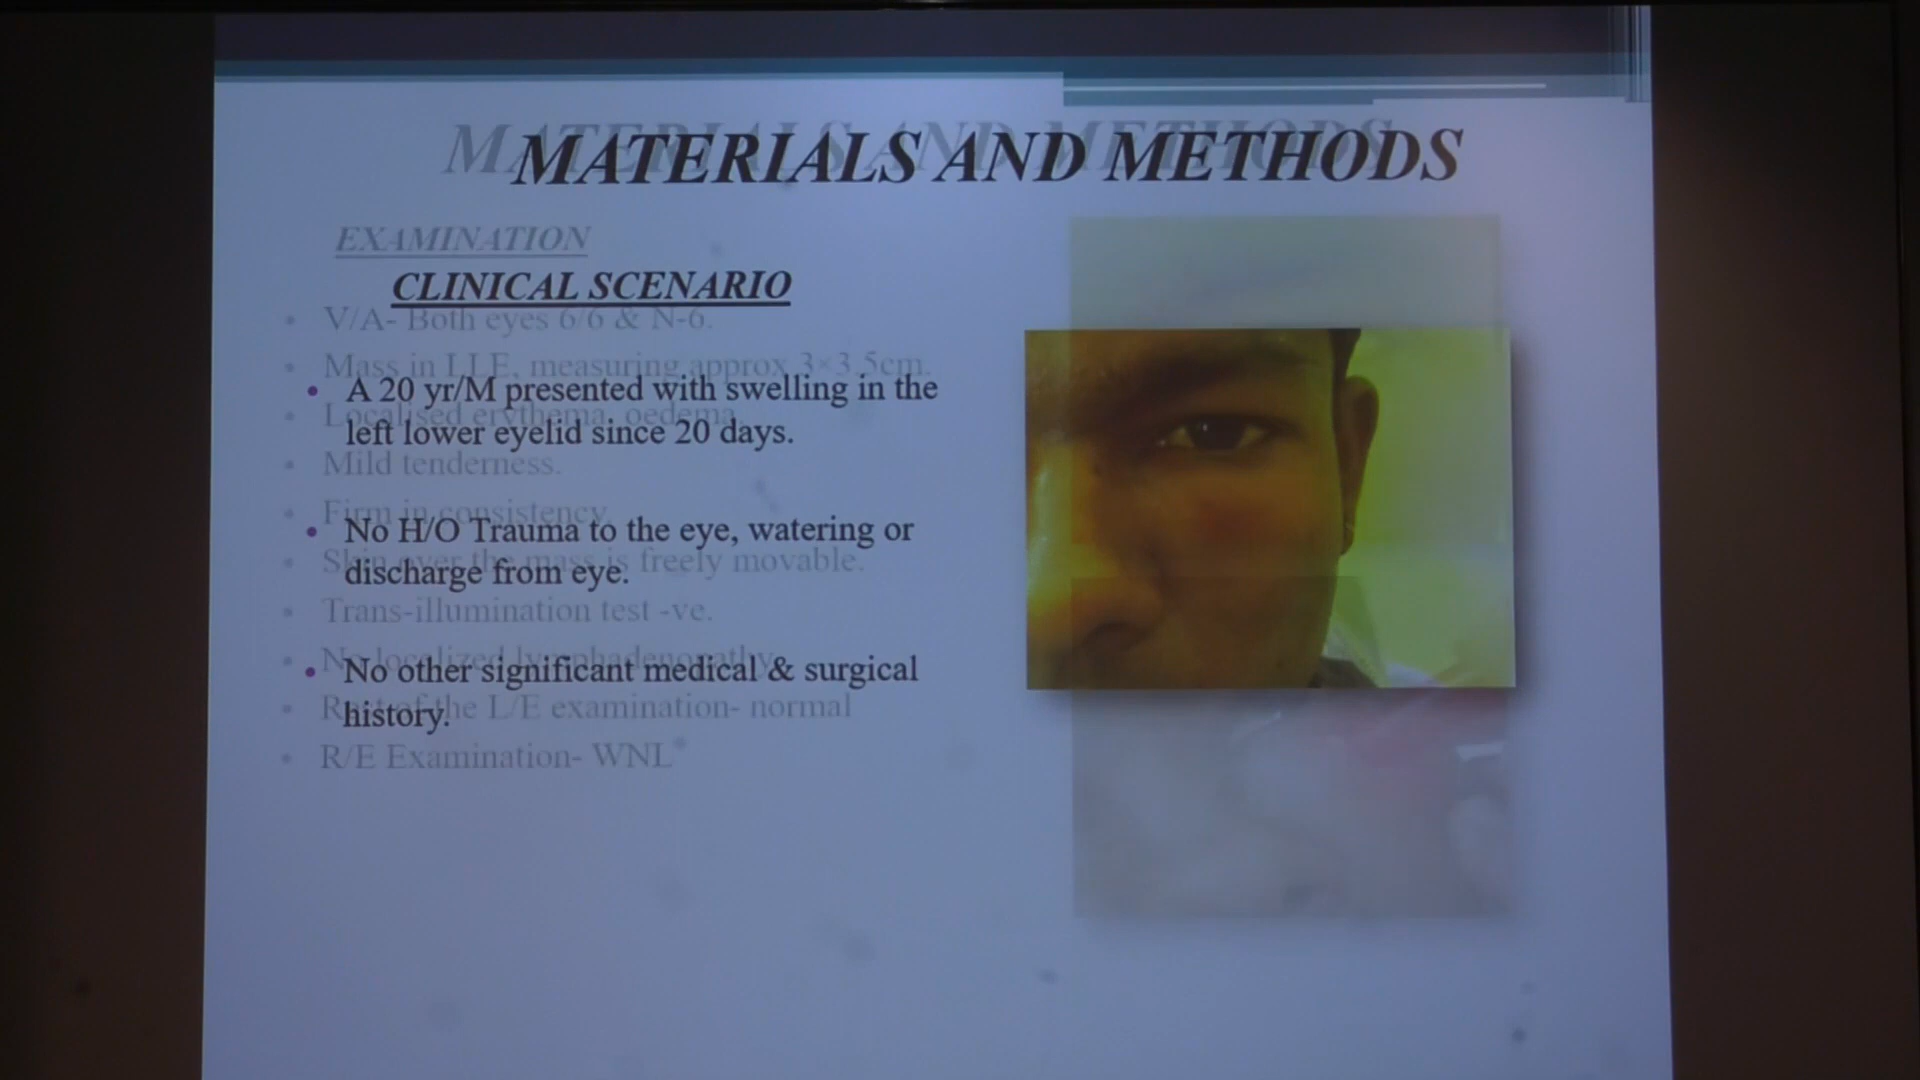 MATERIALS AND METHODS
MATERIALS AND METHODS
EXAMINATION
CLINICAL SCENARIO
• V/A- Both eyes 6/6 & N-6.
• Mass in LLE, measuring approx 3×3.5cm.
• A 20 yr/M presented with swelling in the
• Localised erythema, oedema
left lower eyelid since 20 days.
• Mild tenderness.
• Firm in consistency
• No H/O Trauma to the eye, watering or
• Skin over the mass is freely movable.
discharge from eye.
• Trans-illumination test -ve.
• No localized lymphadenopathy
• No other significant medical & surgical
• Rest of the L/E examination- normal
history.
• R/E Examination- WNL*